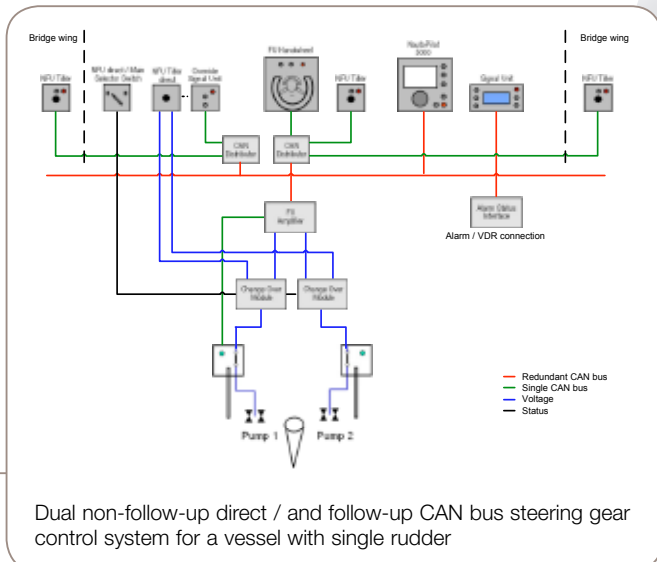 Bridge wing
Bridge wing
NFU Tiller
NFU direct / Main
Selector Switch
NFU Tiller
direct
Override
Signal Unit
FU Handwheel
NFU Tiller
NautoPilot
Signal Unit
NFU Tiller
CAN
Distributor
CAN
Distributor
FU
Amplifier
Alarm Status
Interface
Alarm / VDR connection
Change Over
Module
Change Over
Module
Redundant CAN bus
Single CAN bus
Voltage
Status
Pump 1
Pump 2
Dual non-follow-up direct / and follow-up CAN bus steering gear
control system for a vessel with single rudder